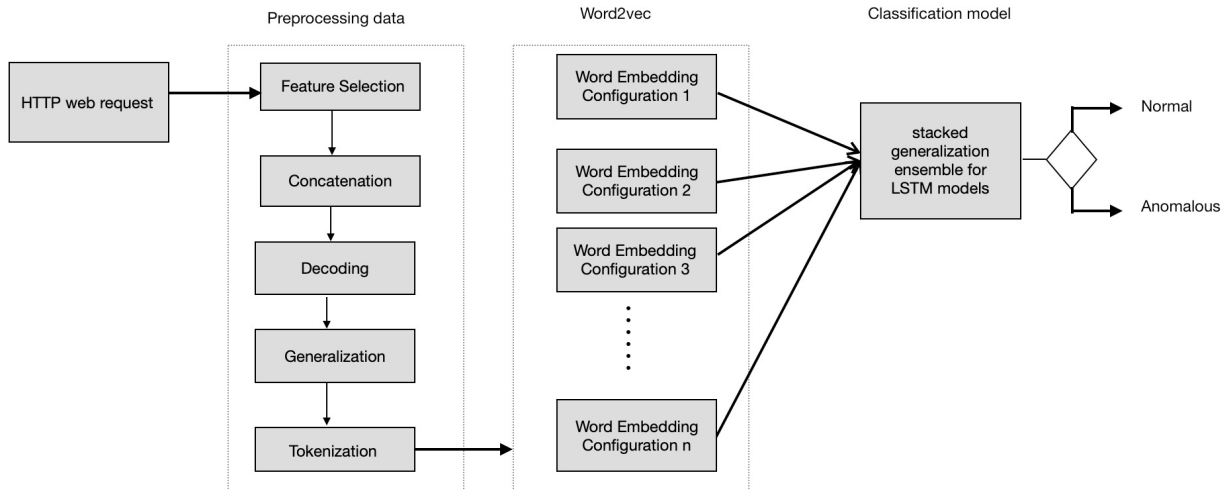 Preprocessing data
Word2vec
Classification model
HTTP web request
Feature Selection
Concatenation
Decoding
Generalization
Tokenization
Word Embedding
Configuration 1
Word Embedding
Configuration 2
Word Embedding
Configuration 3
Word Embedding
Configuration n
stacked
generalization
ensemble for
LSTM models
Normal
Anomalous